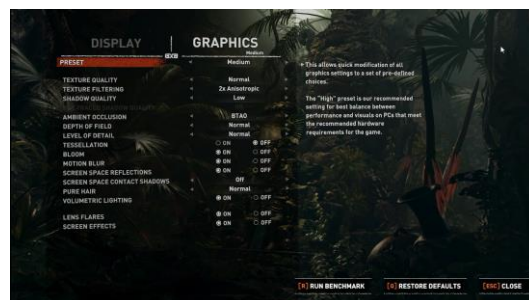 DISPLAY
GRAPHICS
Medium
PRESET Medium
TEXTURE QUALITY Normal
TEXTURE FILTERING 2x Anisotropic
SHADOW QUALITY Low
AMBIENT OCCLUSION BTAO
DEPTH OF FIELD Normal
LEVEL OF DETAIL Normal
TESSELLATION ON OFF
BLOOM ON OFF
MOTION BLUR ON OFF
SCREEN SPACE REFLECTIONS ON OFF
SCREEN SPACE CONTACT SHADOWS Off
PURE HAIR Normal
VOLUMETRIC LIGHTING ON OFF
LENS FLARES ON OFF
SCREEN EFFECTS ON OFF
This allows quick modification of all
graphics settings to a set of pre-defined
choices.
The "High" preset is our recommended
setting for best balance between
performance and visuals on PCs that meet
the recommended hardware
requirements for the game.
[R] RUN BENCHMARK
RESTORE DEFAULTS
[ESC] CLOSE